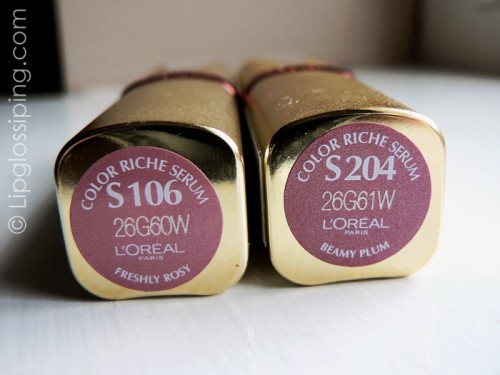 © Lipglossiping.com
COLOR RICHE SERUM
S 106
26G60W
L'ORÉAL
PARIS
FRESHLY ROSY
COLOR RICHE SERUM
S 204
26G61W
L'ORÉAL
PARIS
BEAMY PLUM